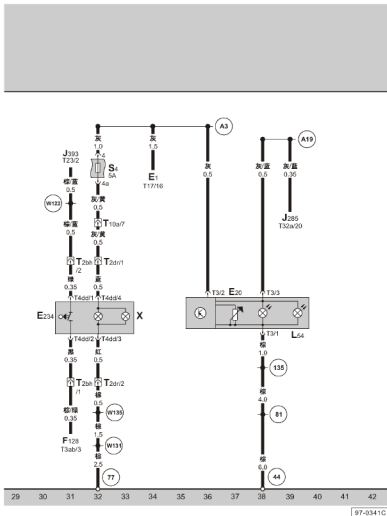 A3
灰
1.0
灰
1.5
A19
J393
T23/2
4
S4
5A
4a
E1
T17/16
灰
0.5
灰/蓝
0.5
灰/蓝
0.35
棕/蓝
0.5
灰/黄
0.5
W122
T10a/7
J285
T32a/20
棕/蓝
0.5
灰/黄
0.5
T2bh
/2
T2dr/1
绿
0.35
蓝
0.5
T4dd/1
T4dd/4
T3/2
E20
T3/3
E234
X
L54
T4dd/2
T4dd/3
T3/1
黑
0.35
红
0.5
棕
1.0
T2bh
/1
T2dr/2
135
棕/绿
0.35
棕
0.5
棕
4.0
W135
81
F128
T3ab/3
棕
1.5
W131
棕
2.5
棕
6.0
77
44
29 30 31 32 33 34 35 36 37 38 39 40 41 42
97-0341C